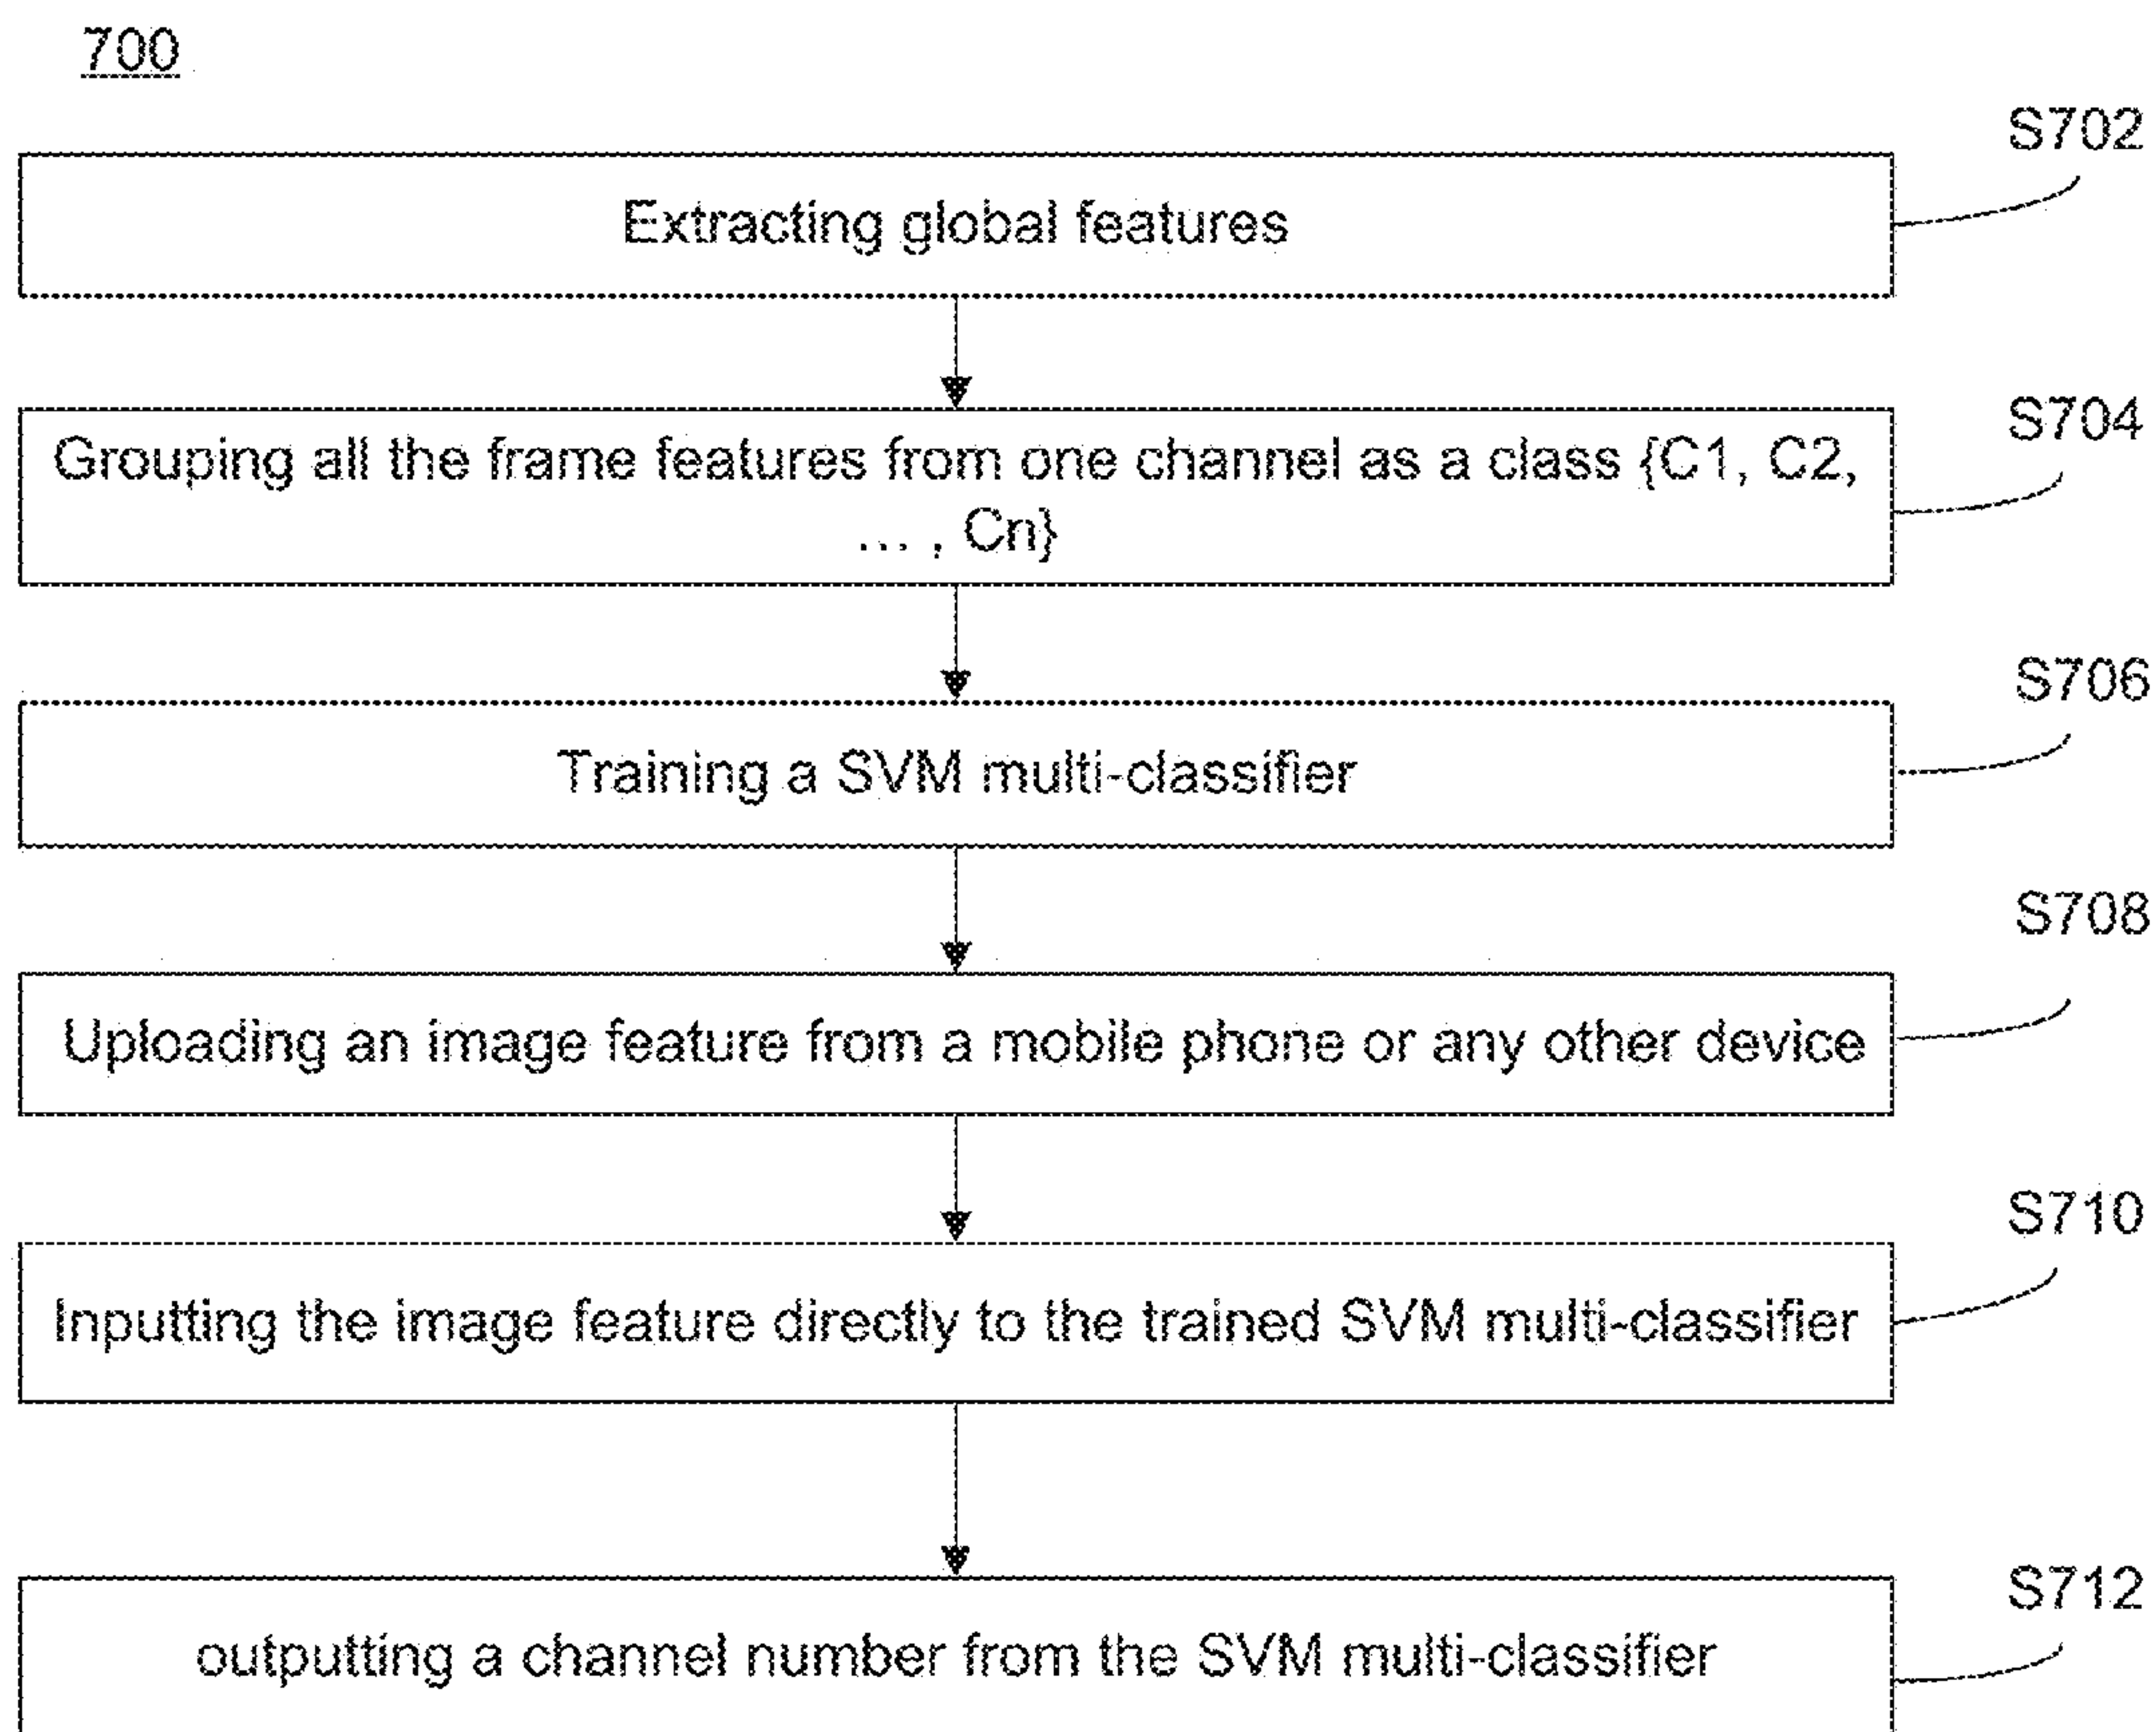 700
S702
Extracting global features
S704
Grouping all the frame features from one channel as a class {C1, C2,
... , Cn}
S706
Training a SVM multi-classifier
S708
Uploading an image feature from a mobile phone or any other device
S710
Inputting the image feature directly to the trained SVM multi-classifier
S712
outputting a channel number from the SVM multi-classifier